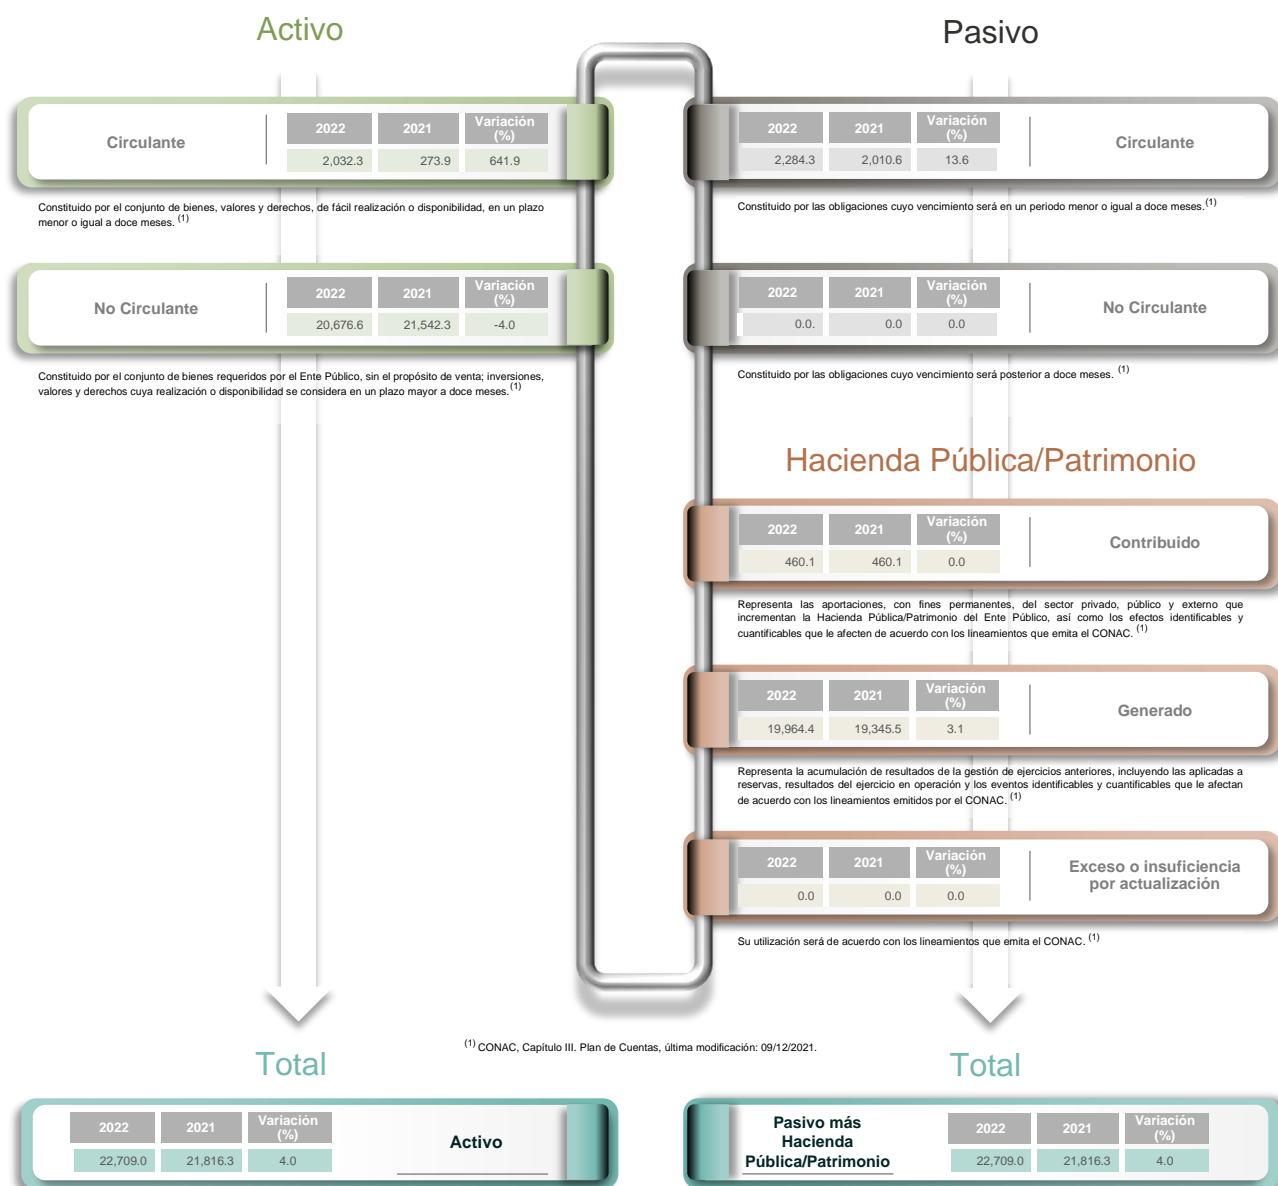 Activo
Circulante
2022 2021 Variación (%)
2,032.3 273.9 641.9
Constituido por el conjunto de bienes, valores y derechos, de fácil realización o disponibilidad, en un plazo
menor o igual a doce meses. (1)
No Circulante
2022 2021 Variación (%)
20,676.6 21,542.3 -4.0
Constituido por el conjunto de bienes requeridos por el Ente Público, sin el propósito de venta; inversiones,
valores y derechos cuya realización o disponibilidad se considera en un plazo mayor a doce meses. (1)
Pasivo
2022 2021 Variación (%)
2,284.3 2,010.6 13.6
Circulante
Constituido por las obligaciones cuyo vencimiento será en un periodo menor o igual a doce meses. (1)
2022 2021 Variación (%)
0.0. 0.0 0.0
No Circulante
Constituido por las obligaciones cuyo vencimiento será posterior a doce meses. (1)
Hacienda Pública/Patrimonio
2022 2021 Variación (%)
460.1 460.1 0.0
Contribuido
Representa las aportaciones, con fines permanentes, del sector privado, público y externo que
incrementan la Hacienda Pública/Patrimonio del Ente Público, así como los efectos identificables y
cuantificables que le afecten de acuerdo con los lineamientos que emita el CONAC. (1)
2022 2021 Variación (%)
19,964.4 19,345.5 3.1
Generado
Representa la acumulación de resultados de la gestión de ejercicios anteriores, incluyendo las aplicadas a
reservas, resultados del ejercicio en operación y los eventos identificables y cuantificables que le afectan
de acuerdo con los lineamientos emitidos por el CONAC. (1)
2022 2021 Variación (%)
0.0 0.0 0.0
Exceso o insuficiencia
por actualización
Su utilización será de acuerdo con los lineamientos que emita el CONAC. (1)
(1) CONAC, Capítulo III. Plan de Cuentas, última modificación: 09/12/2021.
Total
2022 2021 Variación (%)
22,709.0 21,816.3 4.0
Activo
Total
Pasivo más
Hacienda
Pública/Patrimonio
2022 2021 Variación (%)
22,709.0 21,816.3 4.0